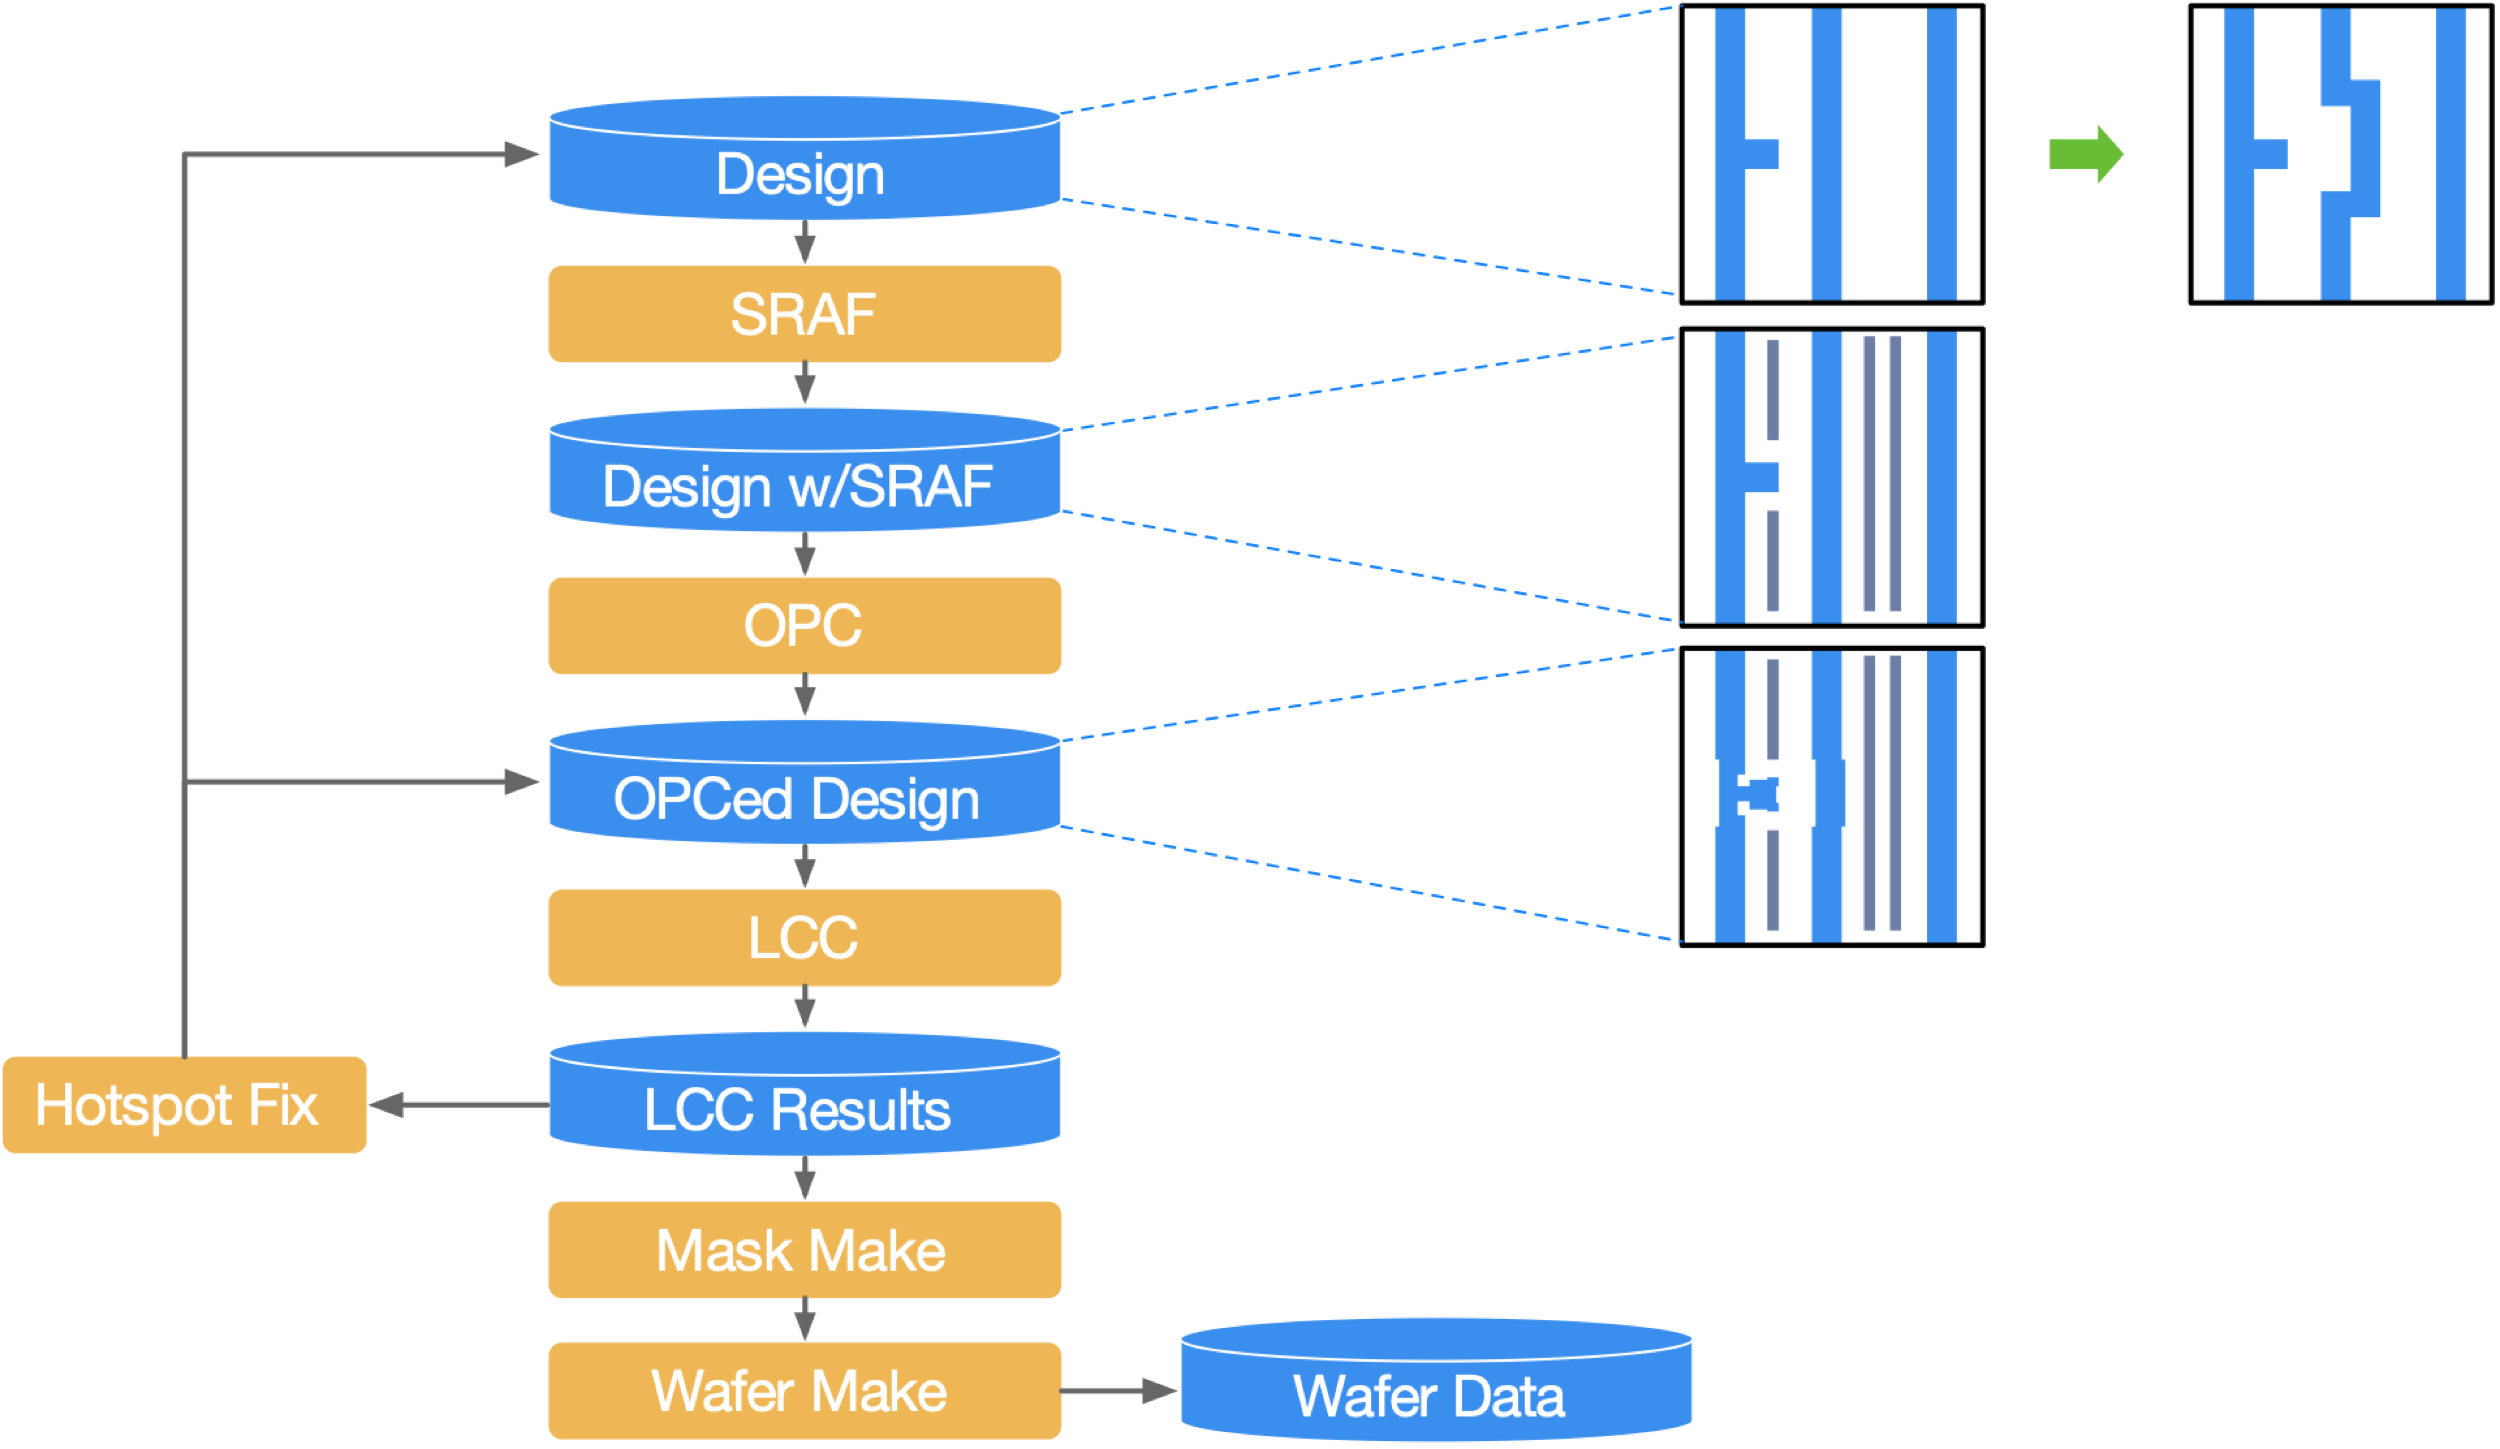 Design
SRAF
Design w/SRAF
OPC
OPCed Design
LCC
Hotspot Fix
LCC Results
Mask Make
Wafer Make
Wafer Data